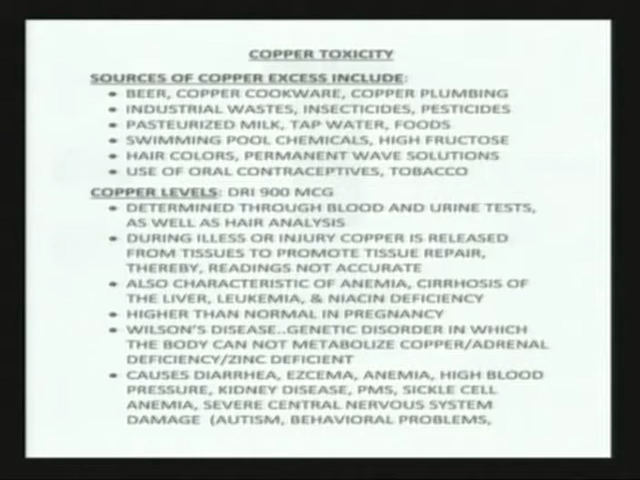 COPPER TOXICITY
SOURCES OF COPPER EXCESS INCLUDE:
• BEER, COPPER COOKWARE, COPPER PLUMBING
• INDUSTRIAL WASTES, INSECTICIDES, PESTICIDES
• PASTEURIZED MILK, TAP WATER, FOODS
• SWIMMING POOL CHEMICALS, HIGH FRUCTOSE
• HAIR COLORS, PERMANENT WAVE SOLUTIONS
• USE OF ORAL CONTRACEPTIVES, TOBACCO
COPPER LEVELS: DRI 900 MCG
• DETERMINED THROUGH BLOOD AND URINE TESTS,
AS WELL AS HAIR ANALYSIS
• DURING ILLESS OR INJURY COPPER IS RELEASED
FROM TISSUES TO PROMOTE TISSUE REPAIR,
THEREBY, READINGS NOT ACCURATE
• ALSO CHARACTERISTIC OF ANEMIA, CIRRHOSIS OF
THE LIVER, LEUKEMIA, & NIACIN DEFICIENCY
• HIGHER THAN NORMAL IN PREGNANCY
• WILSON'S DISEASE..GENETIC DISORDER IN WHICH
THE BODY CAN NOT METABOLIZE COPPER/ADRENAL
DEFICIENCY/ZINC DEFICIENT
• CAUSES DIARRHEA, EZCEMA, ANEMIA, HIGH BLOOD
PRESSURE, KIDNEY DISEASE, PMS, SICKLE CELL
ANEMIA, SEVERE CENTRAL NERVOUS SYSTEM
DAMAGE (AUTISM, BEHAVIORAL PROBLEMS,